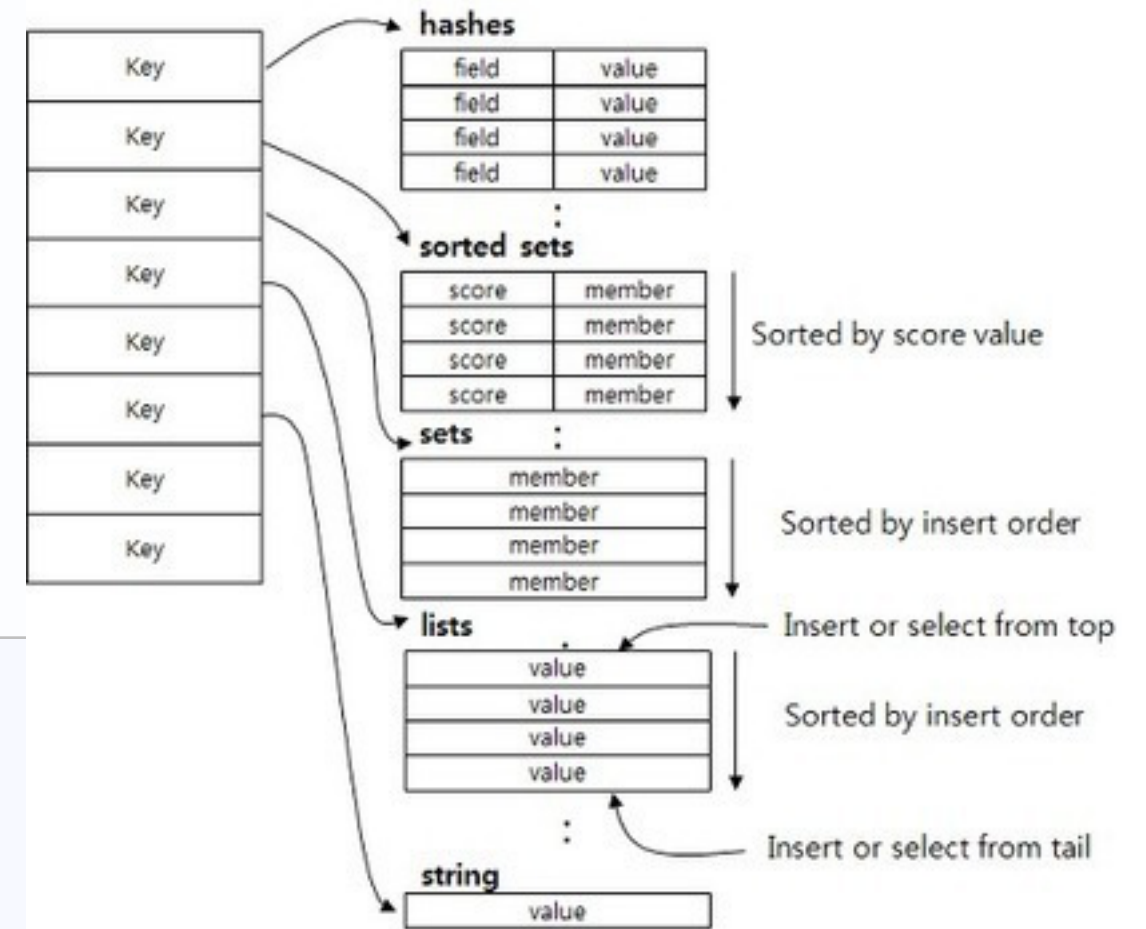 hashes
Key
field value
field value
Key
field value
field value
Key
sorted sets
Key
score member
score member
Sorted by score value
Key
score member
score member
Key
sets
Key
member
member
Sorted by insert order
Key
member
member
lists
Insert or select from top
value
value
Sorted by insert order
value
value
Insert or select from tail
string
value